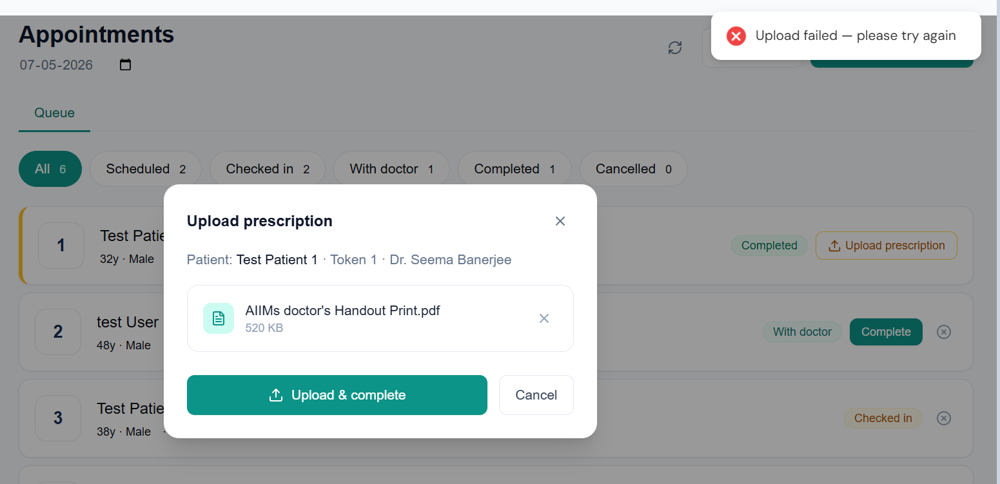 Appointments
07-05-2026
Upload failed — please try again
Queue
All 6
Scheduled 2
Checked in 2
With doctor 1
Completed 1
Cancelled 0
1
Test Patie
32y · Male
Completed
Upload prescription
2
test User
48y · Male
With doctor
Complete
3
Test Patie
38y · Male
Checked in
Upload prescription
Patient: Test Patient 1 · Token 1 · Dr. Seema Banerjee
AIIMs doctor's Handout Print.pdf
520 KB
Upload & complete
Cancel